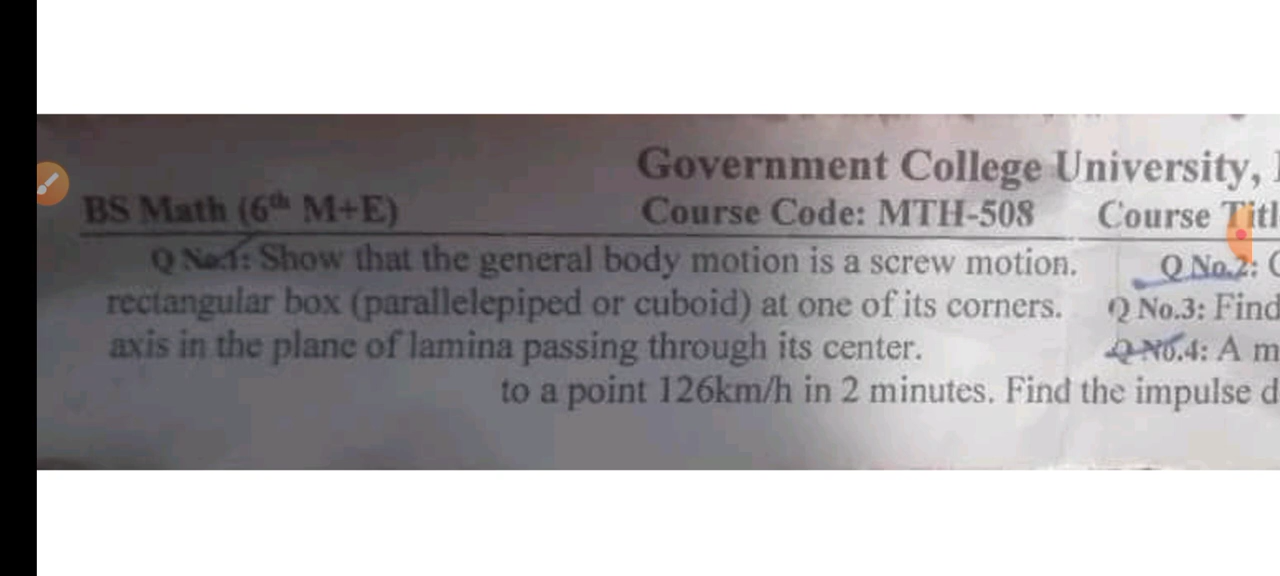 Government College University,
BS Math (6th M+E) Course Code: MTH-508 Course Titl
Q No.1: Show that the general body motion is a screw motion. Q No.2:
rectangular box (parallelepiped or cuboid) at one of its corners. Q No.3: Find
axis in the plane of lamina passing through its center. Q No.4: A m
to a point 126km/h in 2 minutes. Find the impulse d